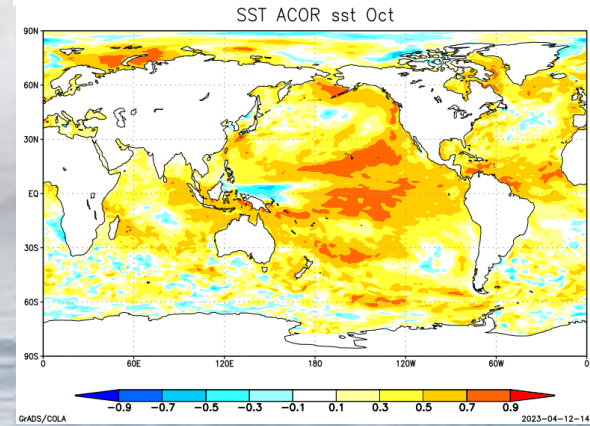 SST ACOR sst Oct
90N
60N
30N
EQ
30S
60S
90S
0 60E 120E 180 120W 60W 0
-0.9 -0.7 -0.5 -0.3 -0.1 0.1 0.3 0.5 0.7 0.9
GrADS/COLA 2023-04-12-14